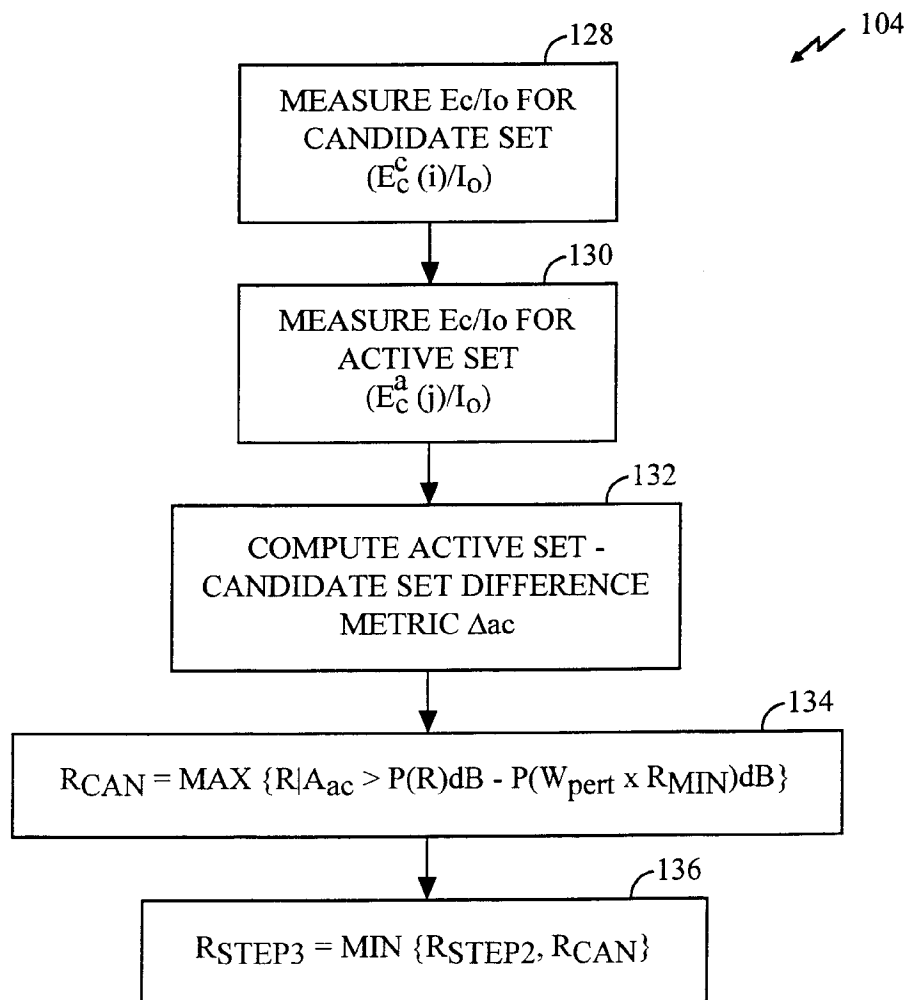 104
128
MEASURE Ec/Io FOR
CANDIDATE SET
(E_c^c (i)/I_o)
130
MEASURE Ec/Io FOR
ACTIVE SET
(E_c^a (j)/I_o)
132
COMPUTE ACTIVE SET -
CANDIDATE SET DIFFERENCE
METRIC Δac
134
R_CAN = MAX {R|A_ac > P(R)dB - P(W_pert x R_MIN)dB}
136
R_STEP3 = MIN {R_STEP2, R_CAN}